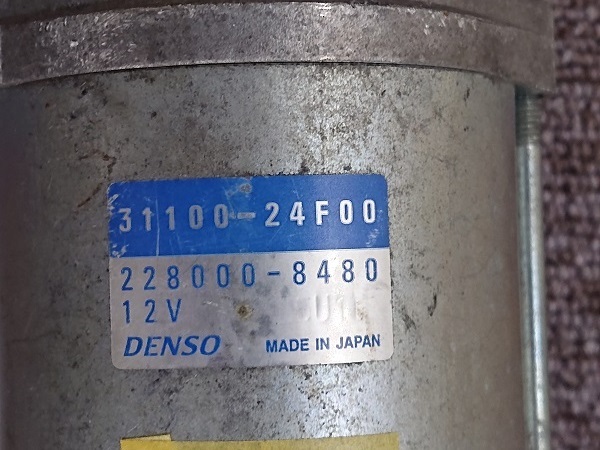 31100-24F00
228000-8480
12V
DENSO MADE IN JAPAN